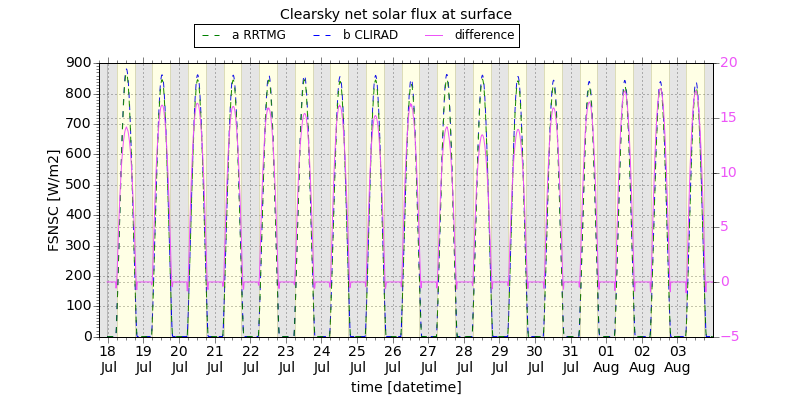 Clearsky net solar flux at surface
a RRTMG b CLIRAD difference
900
800
700
600
500
400
300
200
100
0
FSNSC [W/m2]
20
15
10
5
0
−5
18 19 20 21 22 23 24 25 26 27 28 29 30 31 01 02 03
Jul Jul Jul Jul Jul Jul Jul Jul Jul Jul Jul Jul Jul Jul Aug Aug Aug
time [datetime]